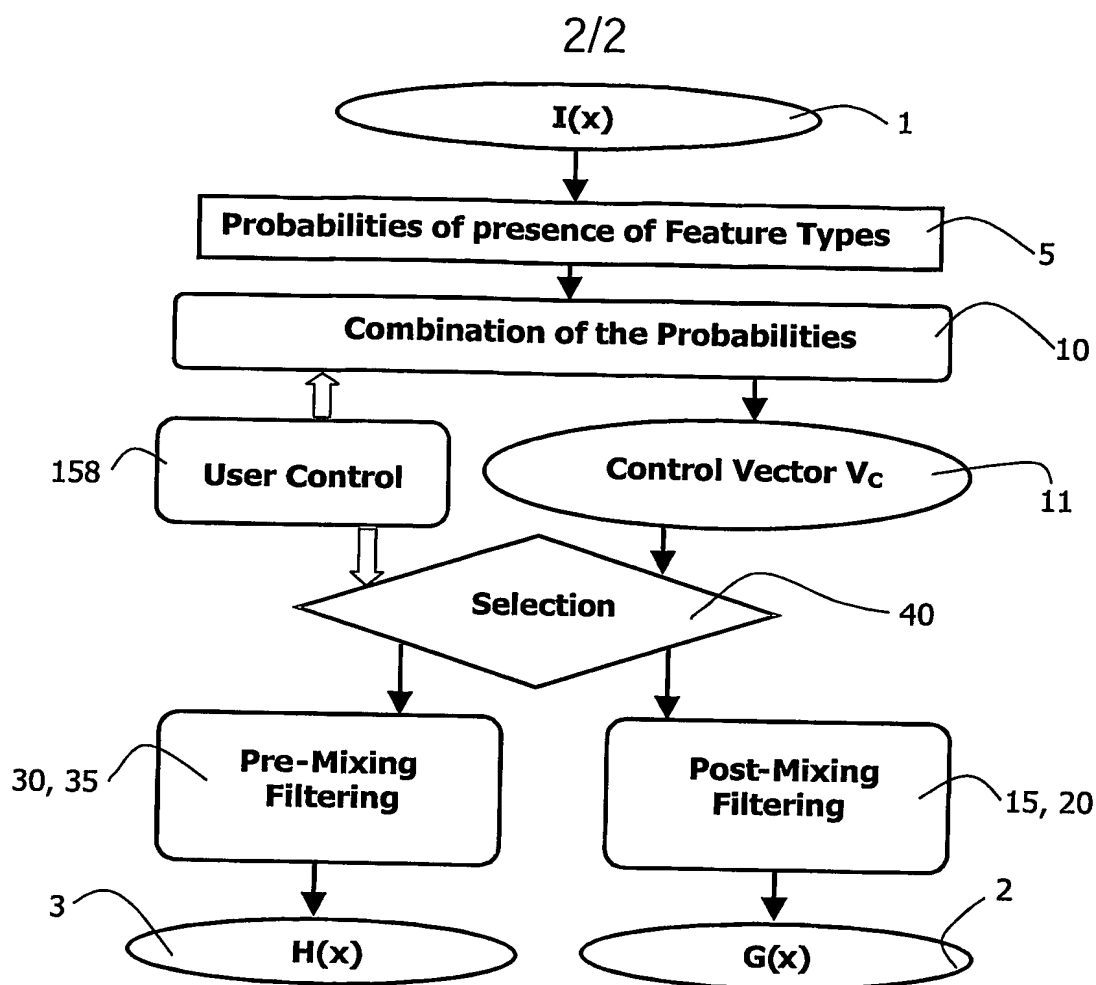 2/2
I(x)
1
Probabilities of presence of Feature Types
5
Combination of the Probabilities
10
158
User Control
Control Vector VC
11
Selection
40
30, 35
Pre-Mixing
Filtering
Post-Mixing
Filtering
15, 20
3
H(x)
G(x)
2